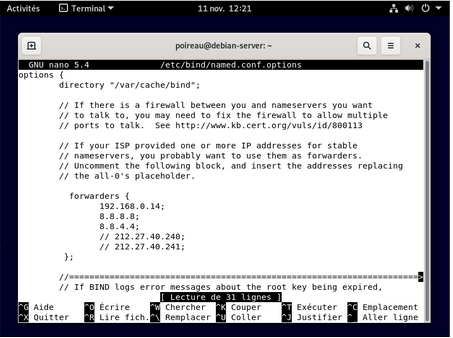 Activités Terminal 11 nov. 12:21
poireau@debian-server: ~
GNU nano 5.4 /etc/bind/named.conf.options
options {
directory "/var/cache/bind";
// If there is a firewall between you and nameservers you want
// to talk to, you may need to fix the firewall to allow multiple
// ports to talk. See http://www.kb.cert.org/vuls/id/800113
// If your ISP provided one or more IP addresses for stable
// nameservers, you probably want to use them as forwarders.
// Uncomment the following block, and insert the addresses replacing
// the all-0's placeholder.
forwarders {
192.168.0.14;
8.8.8.8;
8.8.4.4;
// 212.27.40.240;
// 212.27.40.241;
};
//========================================================================>
// If BIND logs error messages about the root key being expired,
[ Lecture de 31 lignes ]
^G Aide ^O Écrire ^W Chercher ^K Couper ^T Exécuter ^C Emplacement
^X Quitter ^R Lire fich. ^\ Remplacer ^U Coller ^J Justifier ^_ Aller ligne